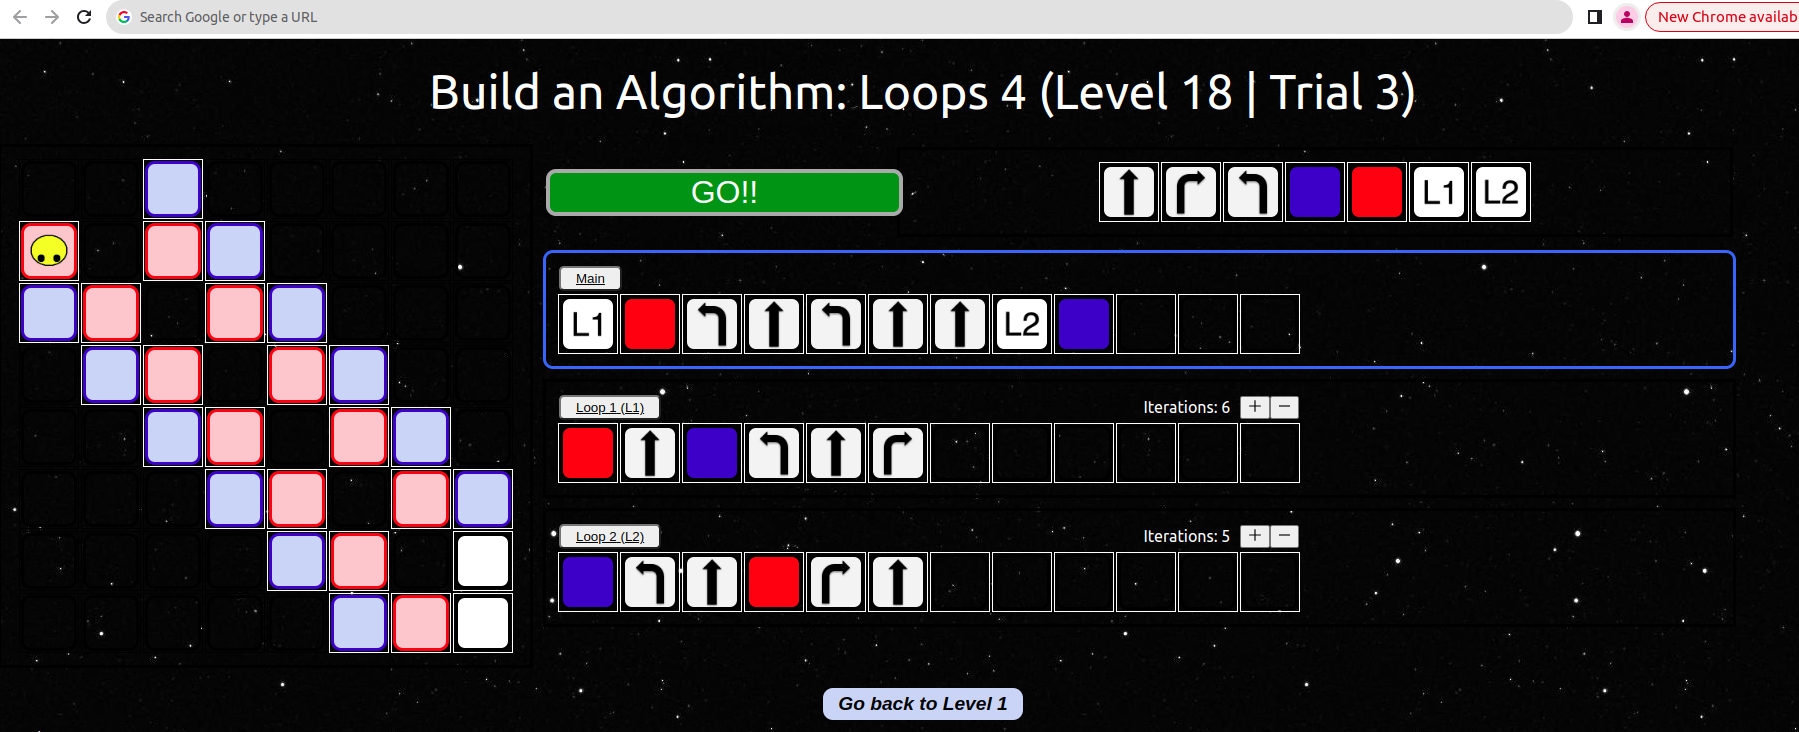 Search Google or type a URL
New Chrome availab
Build an Algorithm: Loops 4 (Level 18 | Trial 3)
GO!!
L1 L2
Main
L1 L2
Loop 1 (L1)
Iterations: 6 + −
Loop 2 (L2)
Iterations: 5 + −
Go back to Level 1